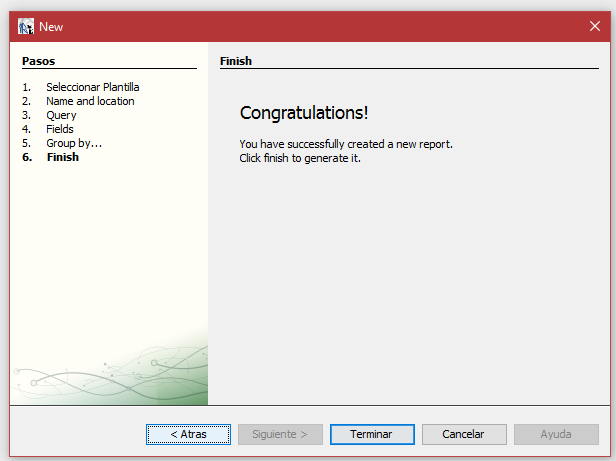 New
Pasos
1. Seleccionar Plantilla
2. Name and location
3. Query
4. Fields
5. Group by...
6. Finish
Finish
Congratulations!
You have successfully created a new report.
Click finish to generate it.
< Atras
Siguiente >
Terminar
Cancelar
Ayuda